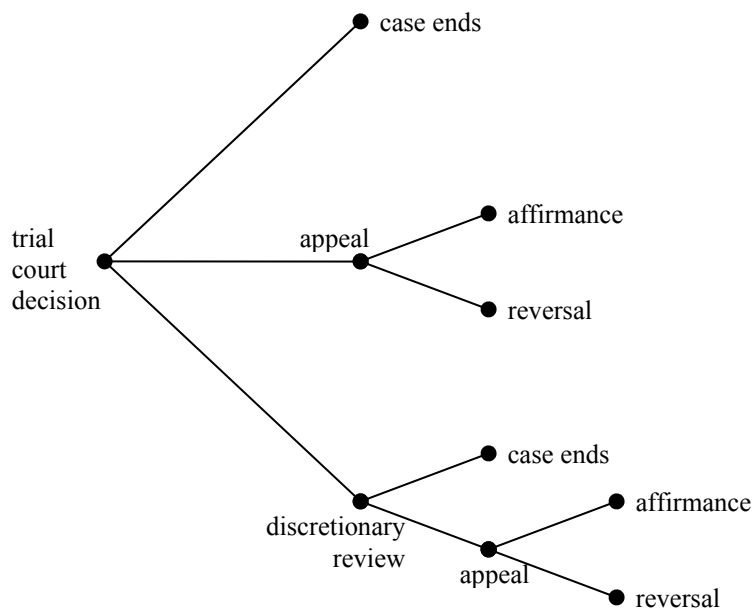 case ends
affirmance
trial
court
decision
appeal
reversal
case ends
discretionary
review
affirmance
appeal
reversal